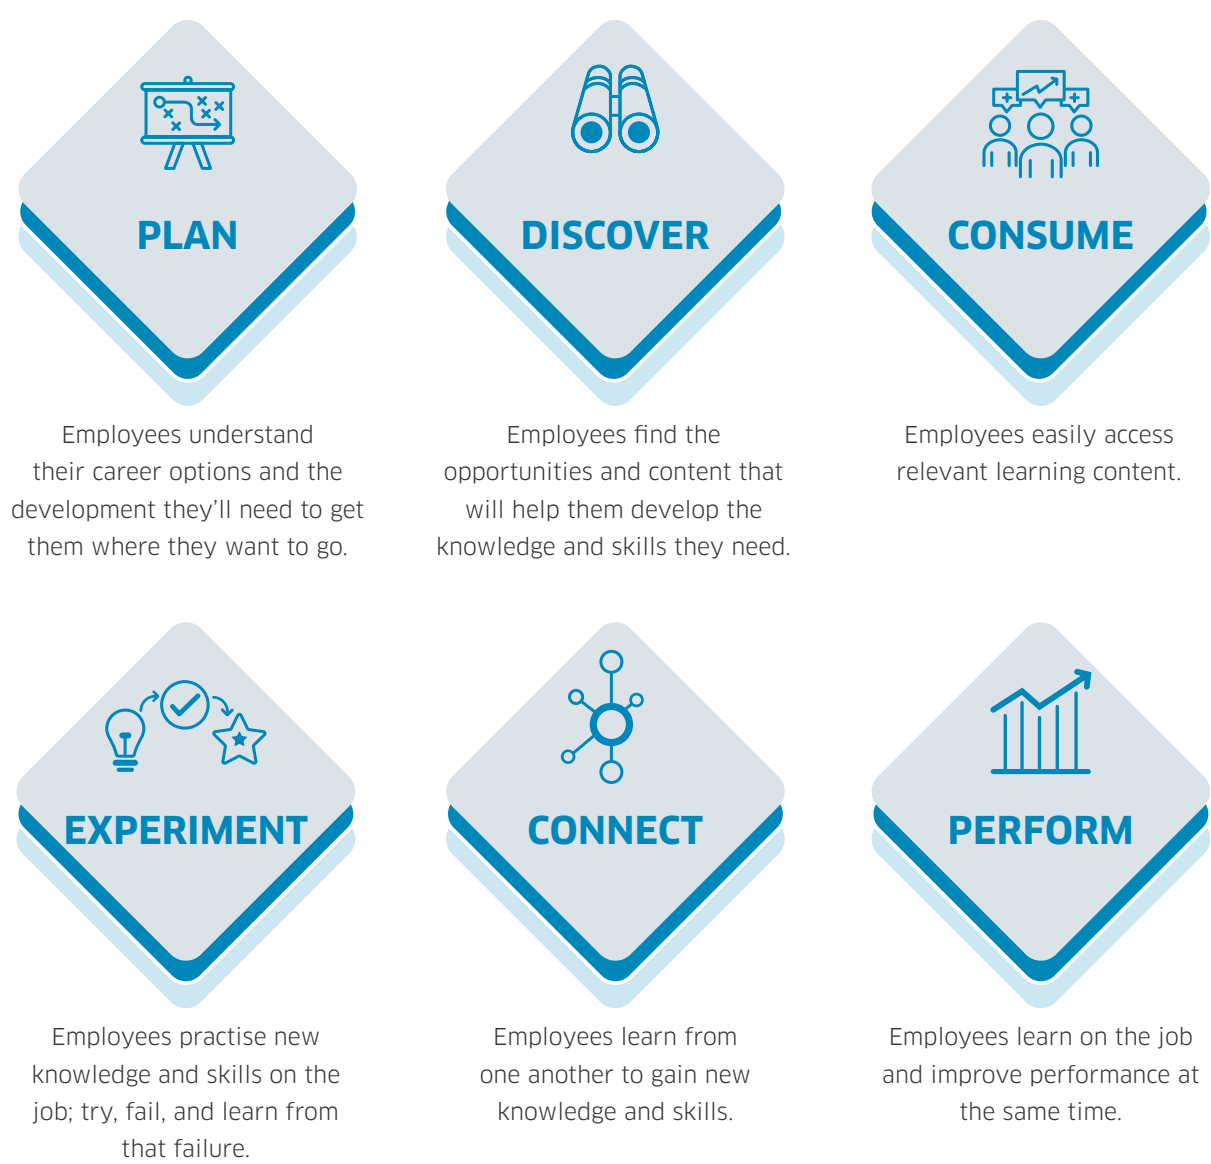 PLAN
Employees understand
their career options and the
development they’ll need to get
them where they want to go.
DISCOVER
Employees find the
opportunities and content that
will help them develop the
knowledge and skills they need.
CONSUME
Employees easily access
relevant learning content.
EXPERIMENT
Employees practise new
knowledge and skills on the
job; try, fail, and learn from
that failure.
CONNECT
Employees learn from
one another to gain new
knowledge and skills.
PERFORM
Employees learn on the job
and improve performance at
the same time.